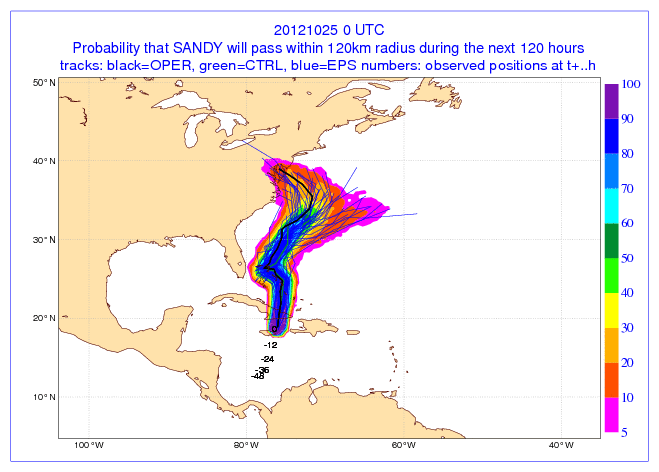 20121025 0 UTC
Probability that SANDY will pass within 120km radius during the next 120 hours
tracks: black=OPER, green=CTRL, blue=EPS numbers: observed positions at t+..h
50°N
40°N
30°N
20°N
10°N
100°W
80°W
60°W
40°W
0
-12
-24
-36
-48
100
90
80
70
60
50
40
30
20
10
5